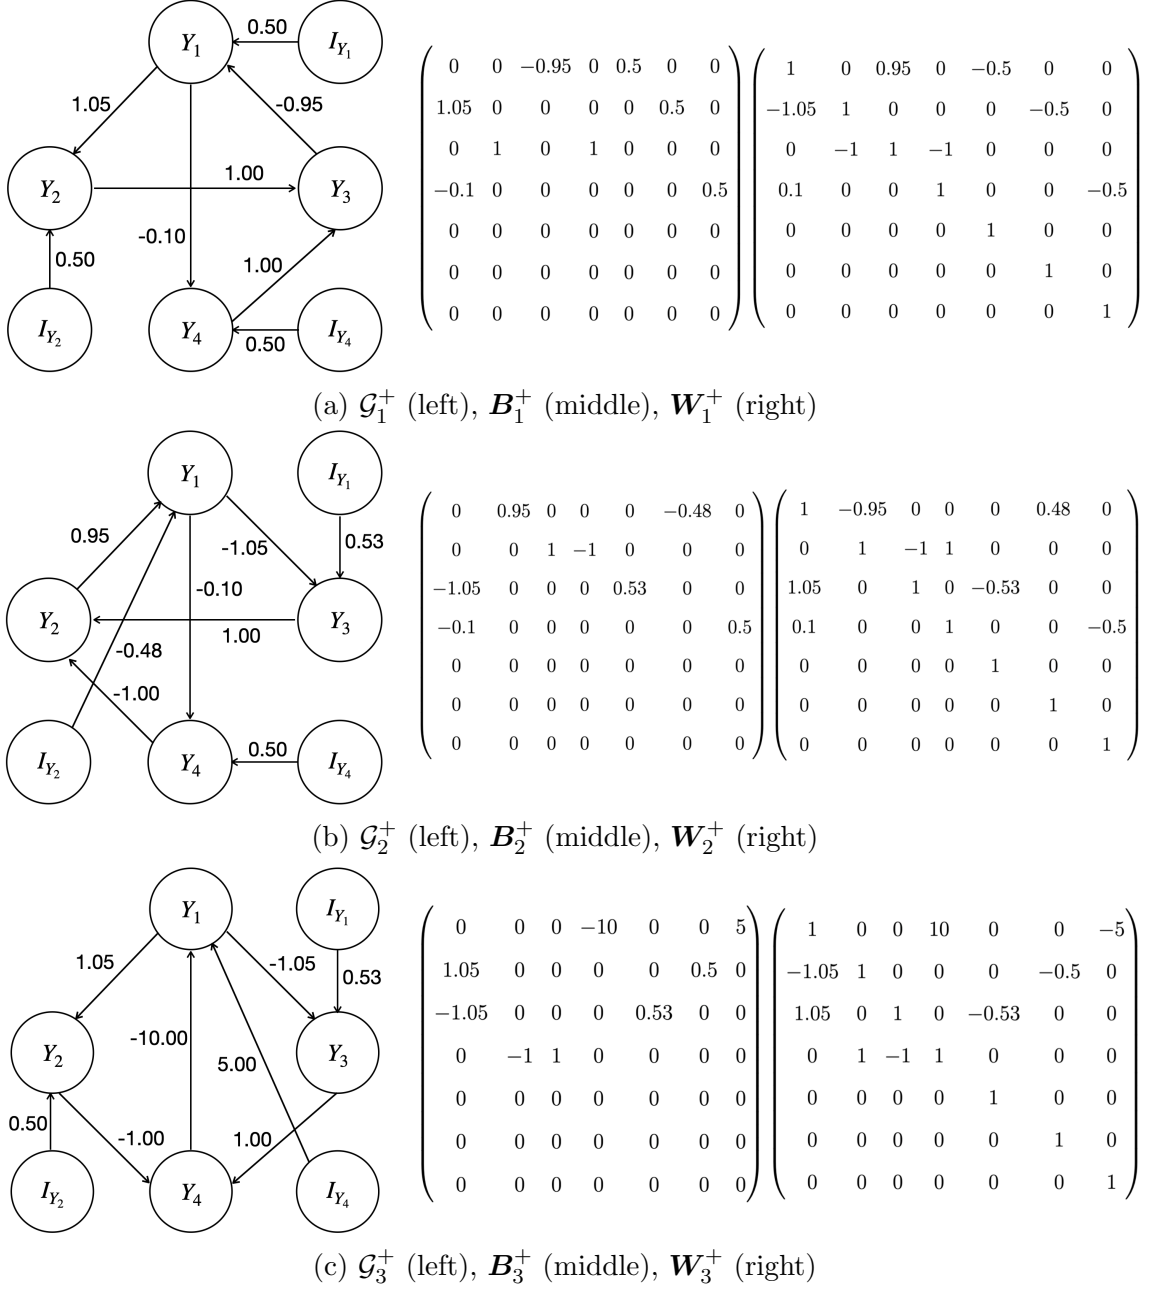 Y₁ 0.50 I_{Y₁}
1.05 -0.95
Y₂ 1.00 Y₃
-0.10
0.50 1.00
I_{Y₂} Y₄ 0.50 I_{Y₄}
0 0 −0.95 0 0.5 0 0
1.05 0 0 0 0 0.5 0
0 1 0 1 0 0 0
−0.1 0 0 0 0 0 0.5
0 0 0 0 0 0 0
0 0 0 0 0 0 0
0 0 0 0 0 0 0
1 0 0.95 0 −0.5 0 0
−1.05 1 0 0 0 −0.5 0
0 −1 1 −1 0 0 0
0.1 0 0 1 0 0 −0.5
0 0 0 0 1 0 0
0 0 0 0 0 1 0
0 0 0 0 0 0 1
(a) 𝒢₁⁺ (left), B₁⁺ (middle), W₁⁺ (right)
Y₁ I_{Y₁}
0.95 -1.05 0.53
-0.10
Y₂ 1.00 Y₃
-0.48
-1.00
I_{Y₂} Y₄ 0.50 I_{Y₄}
0 0.95 0 0 0 −0.48 0
0 0 1 −1 0 0 0
−1.05 0 0 0 0.53 0 0
−0.1 0 0 0 0 0 0.5
0 0 0 0 0 0 0
0 0 0 0 0 0 0
0 0 0 0 0 0 0
1 −0.95 0 0 0 0.48 0
0 1 −1 1 0 0 0
1.05 0 1 0 −0.53 0 0
0.1 0 0 1 0 0 −0.5
0 0 0 0 1 0 0
0 0 0 0 0 1 0
0 0 0 0 0 0 1
(b) 𝒢₂⁺ (left), B₂⁺ (middle), W₂⁺ (right)
Y₁ I_{Y₁}
1.05 -1.05 0.53
-10.00
Y₂ 5.00 Y₃
0.50 -1.00 1.00
I_{Y₂} Y₄ I_{Y₄}
0 0 0 −10 0 0 5
1.05 0 0 0 0 0.5 0
−1.05 0 0 0 0.53 0 0
0 −1 1 0 0 0 0
0 0 0 0 0 0 0
0 0 0 0 0 0 0
0 0 0 0 0 0 0
1 0 0 10 0 0 −5
−1.05 1 0 0 0 −0.5 0
1.05 0 1 0 −0.53 0 0
0 1 −1 1 0 0 0
0 0 0 0 1 0 0
0 0 0 0 0 1 0
0 0 0 0 0 0 1
(c) 𝒢₃⁺ (left), B₃⁺ (middle), W₃⁺ (right)